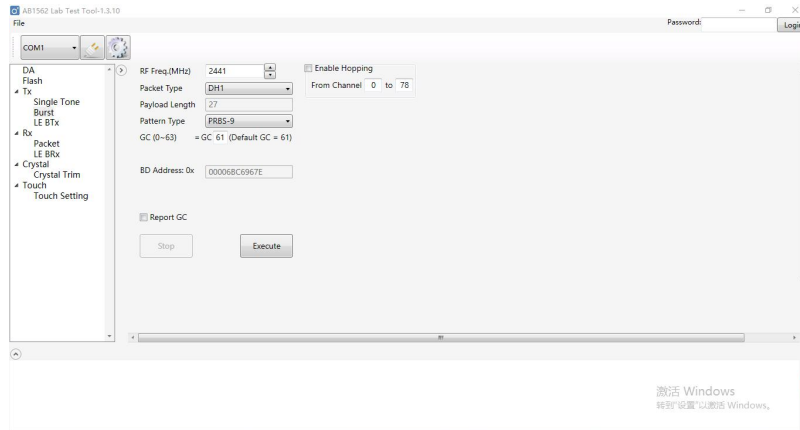 AB1562 Lab Test Tool-1.3.10
File
Password:
Login
COM1
DA
Flash
Tx
Single Tone
Burst
LE BTx
Rx
Packet
LE BRx
Crystal
Crystal Trim
Touch
Touch Setting
RF Freq.(MHz) 2441
Packet Type DH1
Payload Length 27
Pattern Type PRBS-9
GC (0~63) = GC 61 (Default GC = 61)
BD Address: 0x 00006BC6967E
Report GC
Stop Execute
Enable Hopping
From Channel 0 to 78
激活 Windows
转到"设置"以激活 Windows。